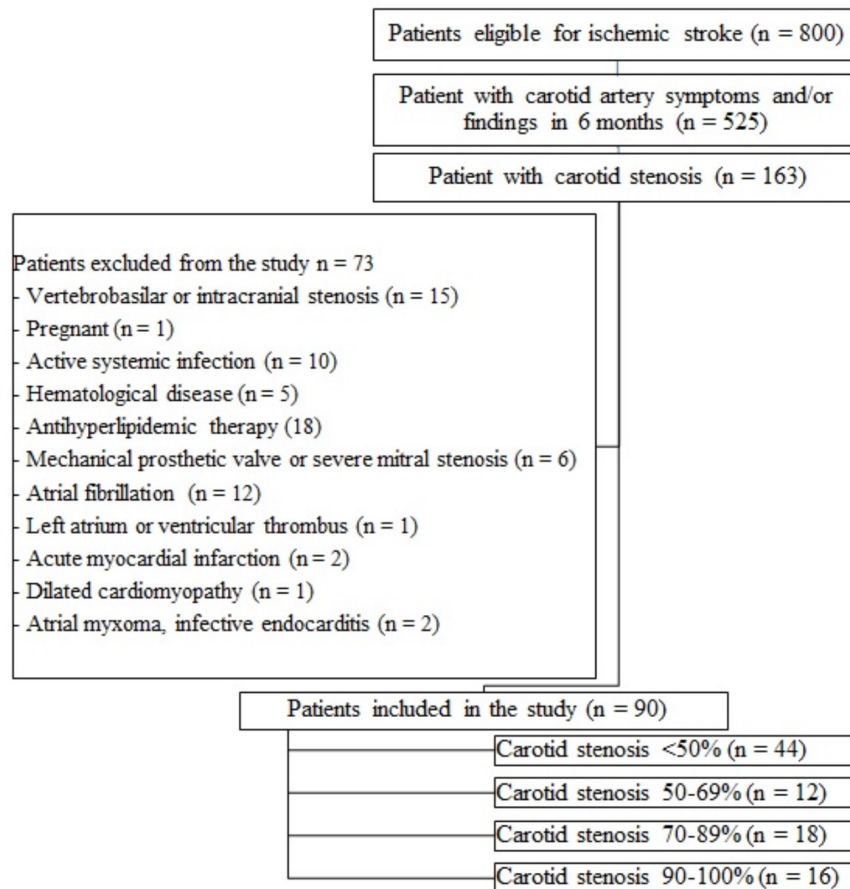 Patients eligible for ischemic stroke (n = 800)
Patient with carotid artery symptoms and/or
findings in 6 months (n = 525)
Patient with carotid stenosis (n = 163)
Patients excluded from the study n = 73
- Vertebrobasilar or intracranial stenosis (n = 15)
- Pregnant (n = 1)
- Active systemic infection (n = 10)
- Hematological disease (n = 5)
- Antihyperlipidemic therapy (18)
- Mechanical prosthetic valve or severe mitral stenosis (n = 6)
- Atrial fibrillation (n = 12)
- Left atrium or ventricular thrombus (n = 1)
- Acute myocardial infarction (n = 2)
- Dilated cardiomyopathy (n = 1)
- Atrial myxoma, infective endocarditis (n = 2)
Patients included in the study (n = 90)
Carotid stenosis <50% (n = 44)
Carotid stenosis 50-69% (n = 12)
Carotid stenosis 70-89% (n = 18)
Carotid stenosis 90-100% (n = 16)